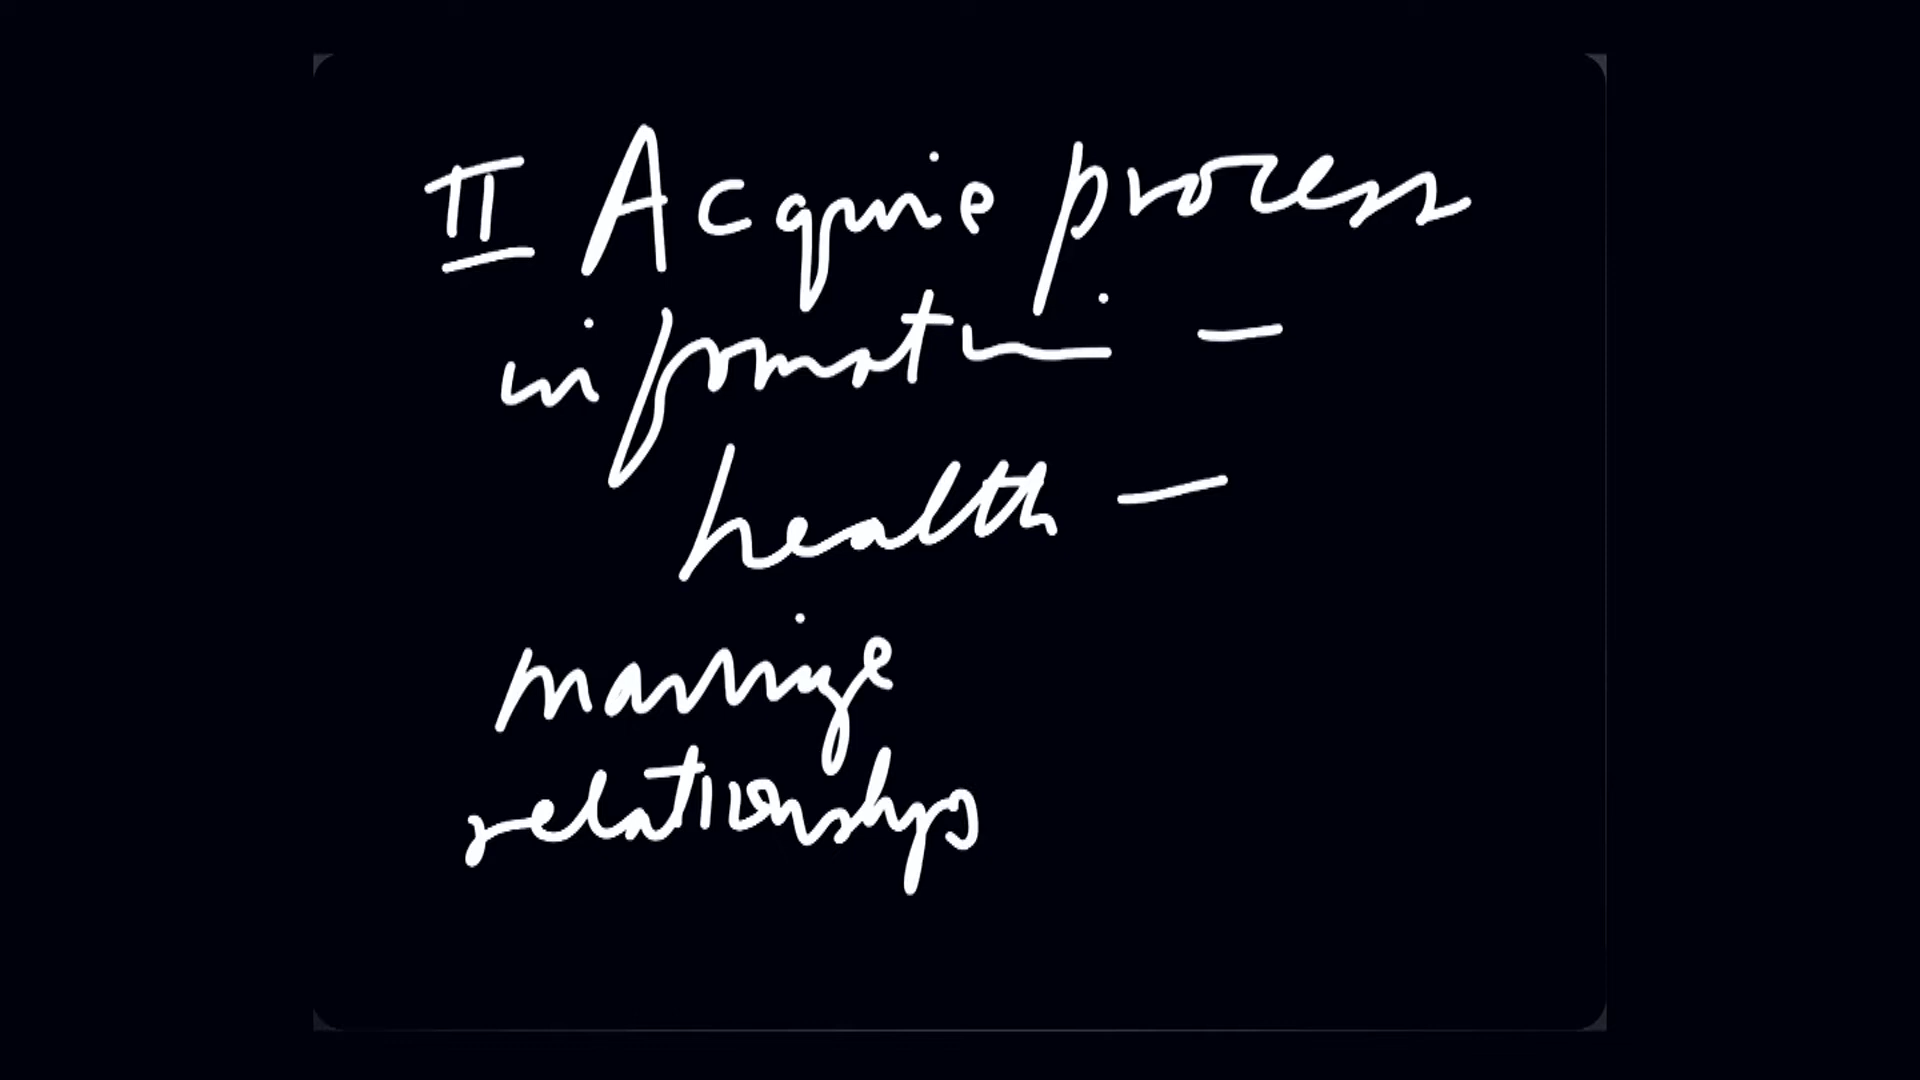 II Acquire process
information –
health –
marriage
relationships